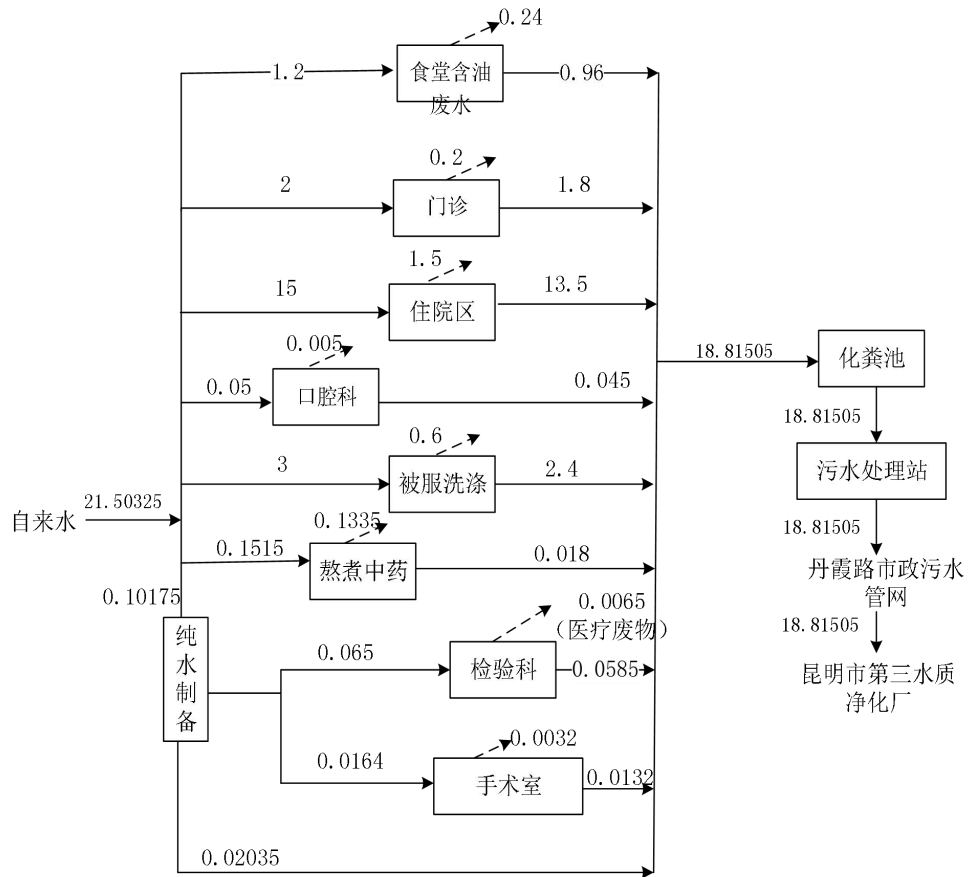 0.24
1.2
食堂含油
废水
0.96
0.2
2
门诊
1.8
1.5
15
住院区
13.5
0.005
0.05
口腔科
0.045
18.81505
化粪池
18.81505
0.6
3
被服洗涤
2.4
污水处理站
自来水
21.50325
0.1335
0.1515
熬煮中药
0.018
18.81505
丹霞路市政污水
管网
0.10175
纯水制备
0.0065
(医疗废物)
0.065
检验科
0.0585
18.81505
昆明市第三水质
净化厂
0.0032
0.0164
手术室
0.0132
0.02035